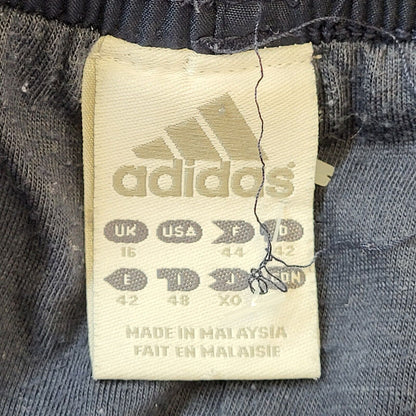 adidas
UK USA F D
16 44 42
E I J
42 48 XO
MADE IN MALAYSIA
FAIT EN MALAISIE